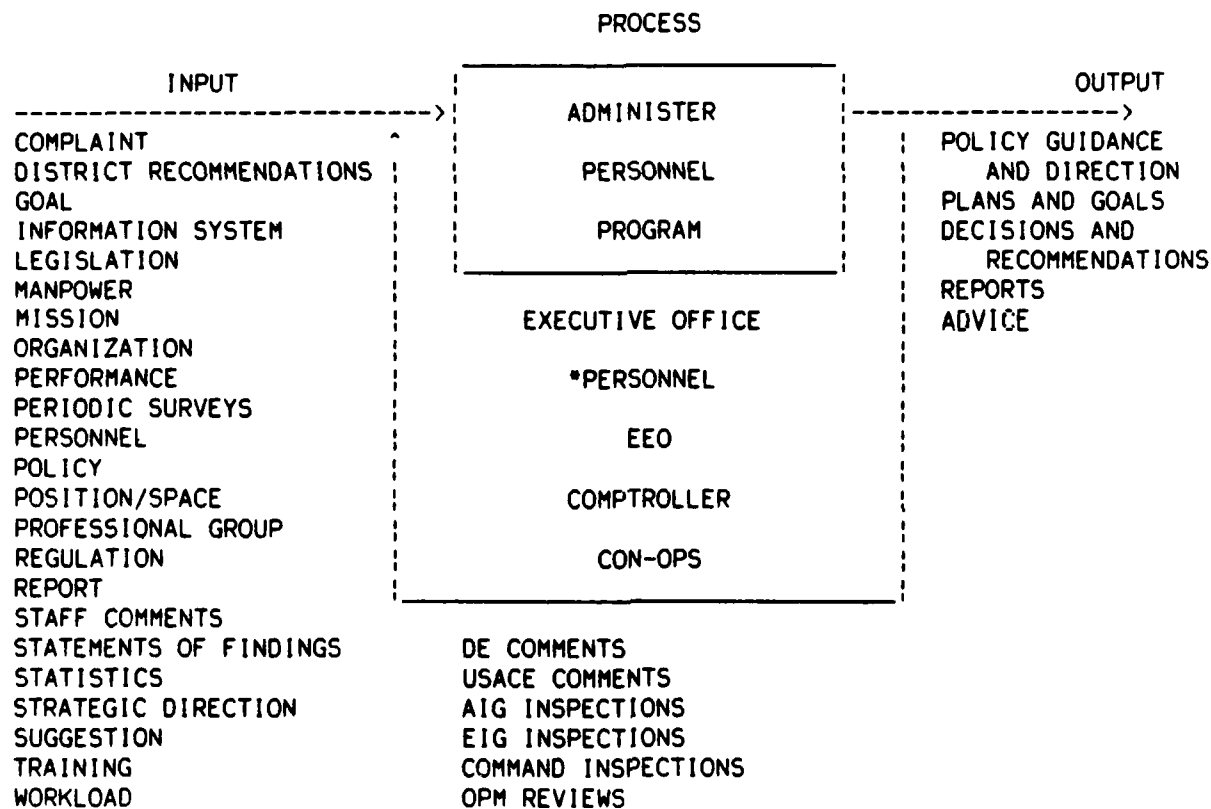 PROCESS
INPUT
OUTPUT
ADMINISTER
PERSONNEL
PROGRAM
COMPLAINT
DISTRICT RECOMMENDATIONS
GOAL
INFORMATION SYSTEM
LEGISLATION
MANPOWER
MISSION
ORGANIZATION
PERFORMANCE
PERIODIC SURVEYS
PERSONNEL
POLICY
POSITION/SPACE
PROFESSIONAL GROUP
REGULATION
REPORT
STAFF COMMENTS
STATEMENTS OF FINDINGS
STATISTICS
STRATEGIC DIRECTION
SUGGESTION
TRAINING
WORKLOAD
EXECUTIVE OFFICE
*PERSONNEL
EEO
COMPTROLLER
CON-OPS
DE COMMENTS
USACE COMMENTS
AIG INSPECTIONS
EIG INSPECTIONS
COMMAND INSPECTIONS
OPM REVIEWS
POLICY GUIDANCE
AND DIRECTION
PLANS AND GOALS
DECISIONS AND
RECOMMENDATIONS
REPORTS
ADVICE